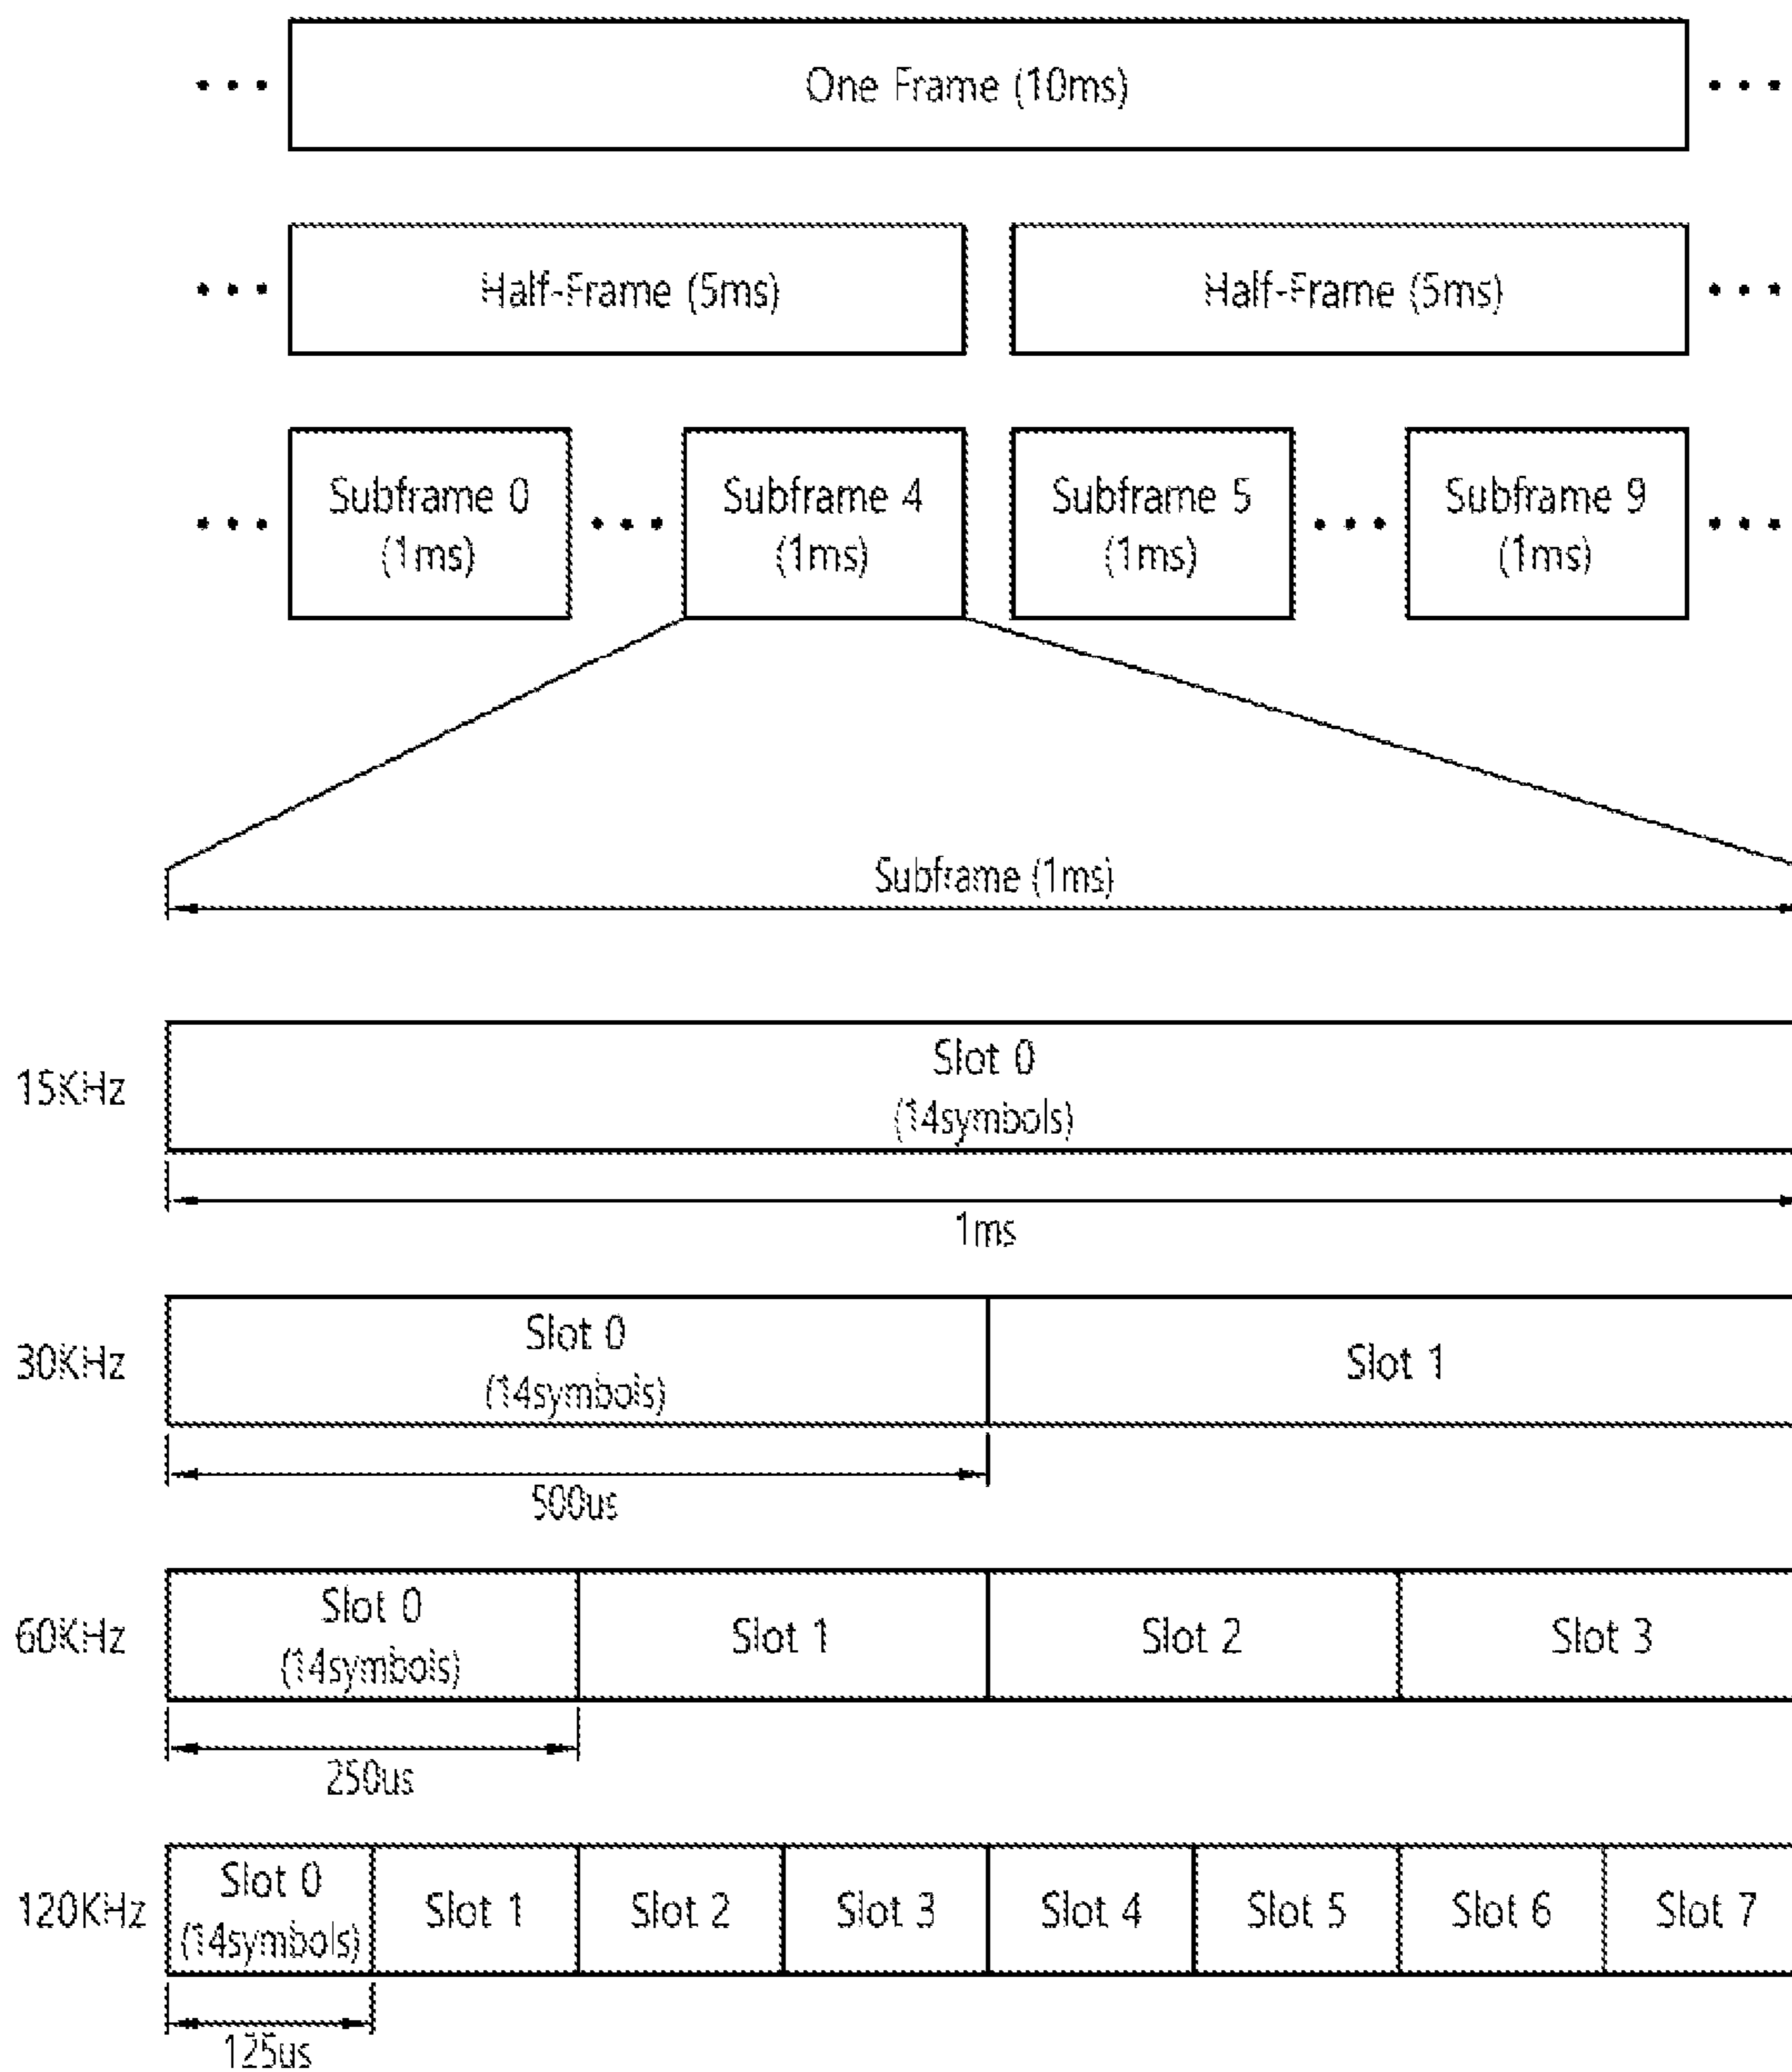 One Frame (10ms)
Half-Frame (5ms)
Half-Frame (5ms)
Subframe 0
(1ms)
Subframe 4
(1ms)
Subframe 5
(1ms)
Subframe 9
(1ms)
Subframe (1ms)
15KHz
Slot 0
(14symbols)
1ms
30KHz
Slot 0
(14symbols)
Slot 1
500us
60KHz
Slot 0
(14symbols)
Slot 1
Slot 2
Slot 3
250us
120KHz
Slot 0
(14symbols)
Slot 1
Slot 2
Slot 3
Slot 4
Slot 5
Slot 6
Slot 7
125us